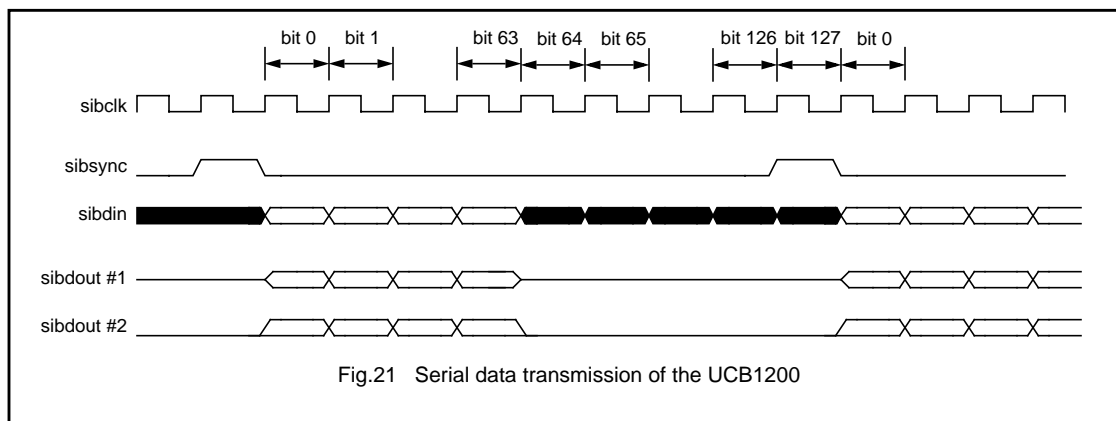 bit 0 bit 1 bit 63 bit 64 bit 65 bit 126 bit 127 bit 0
sibclk
sibsync
sibdin
sibdout #1
sibdout #2
Fig.21 Serial data transmission of the UCB1200